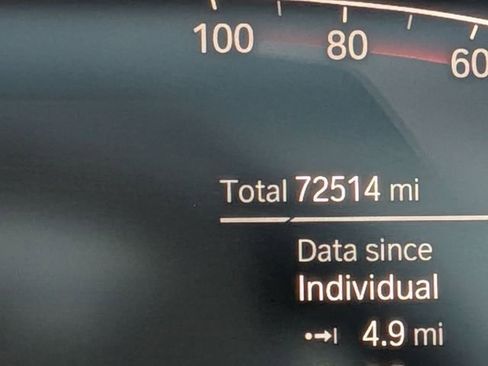 100 80 60
Total 72514 mi
Data since
Individual
4.9 mi